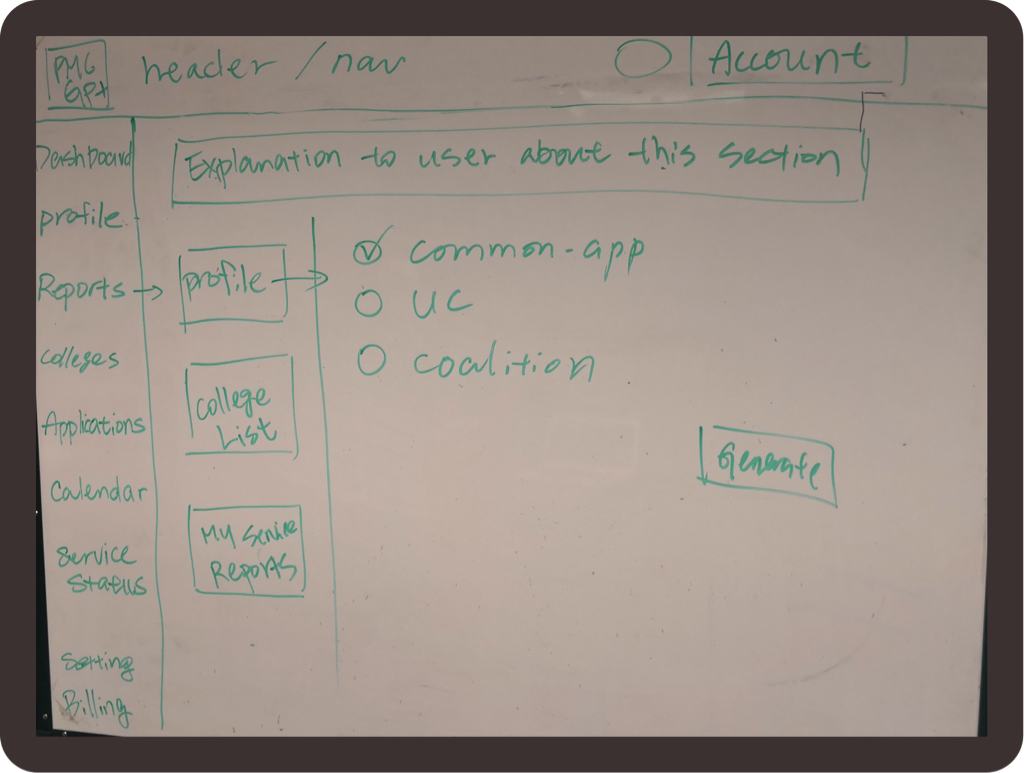 PMG
GPt
header / nav
Account
Explanation to user about this section
Dashboard
profile
Reports
colleges
Applications
Calendar
Service
Status
Setting
Billing
profile
College
List
My Service
Reports
common-app
UC
coalition
Generate